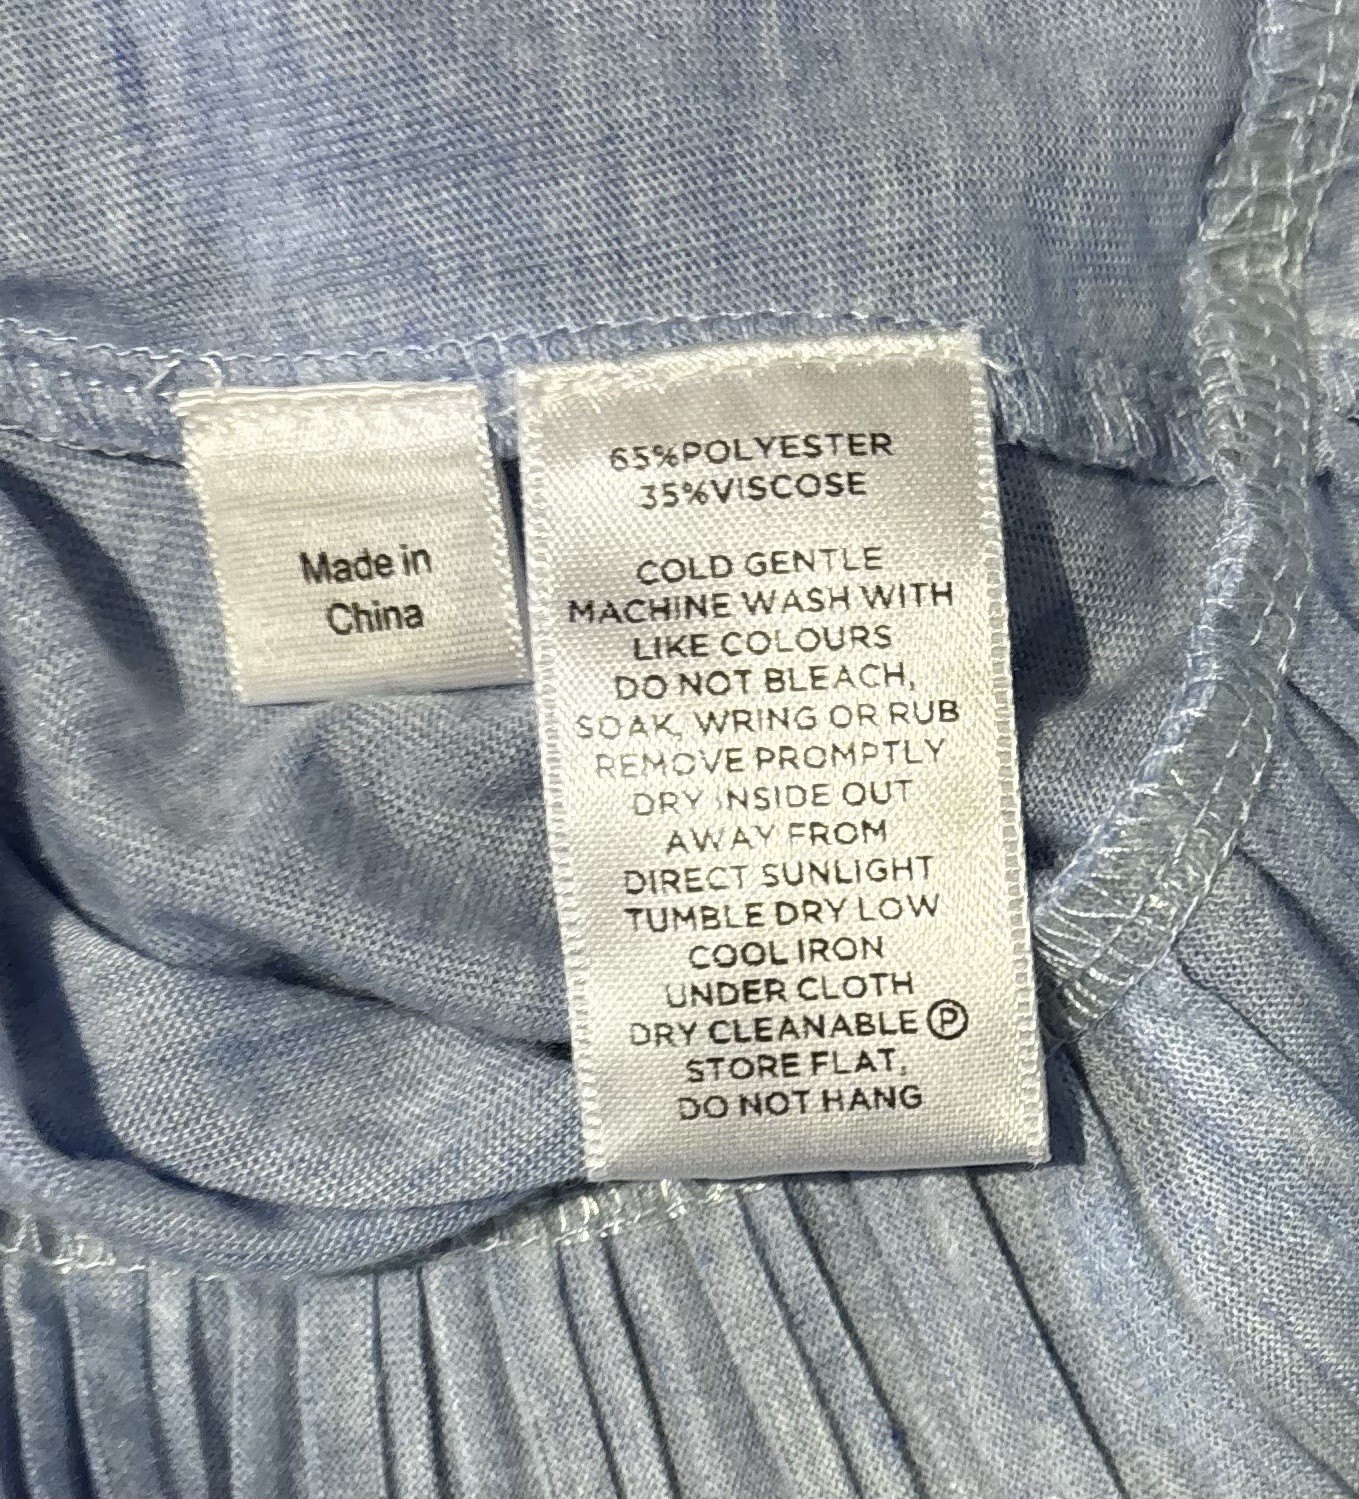 Made in
China
65%POLYESTER
35%VISCOSE
COLD GENTLE
MACHINE WASH WITH
LIKE COLOURS
DO NOT BLEACH,
SOAK, WRING OR RUB
REMOVE PROMPTLY
DRY INSIDE OUT
AWAY FROM
DIRECT SUNLIGHT
TUMBLE DRY LOW
COOL IRON
UNDER CLOTH
DRY CLEANABLE Ⓟ
STORE FLAT,
DO NOT HANG